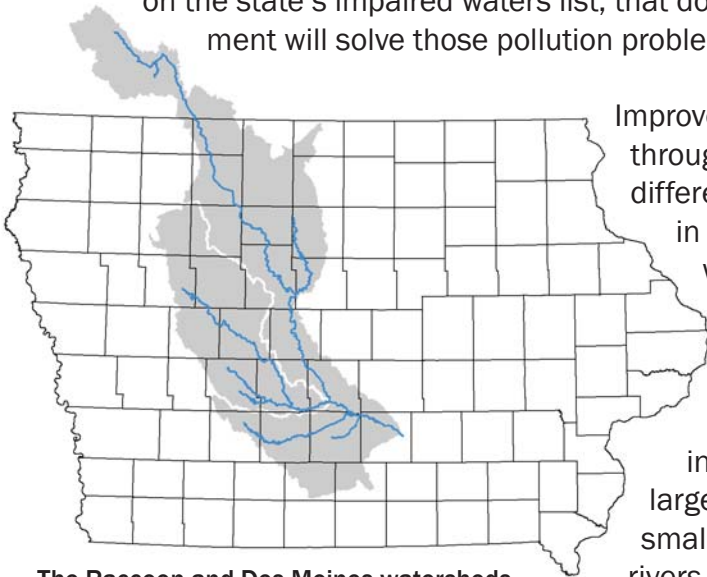 on the state's impaired waters list, that do
ment will solve those pollution proble
Improve
throug
differe
in
in
large
smal
rivers
The Raccoon and Des Moines watersheds